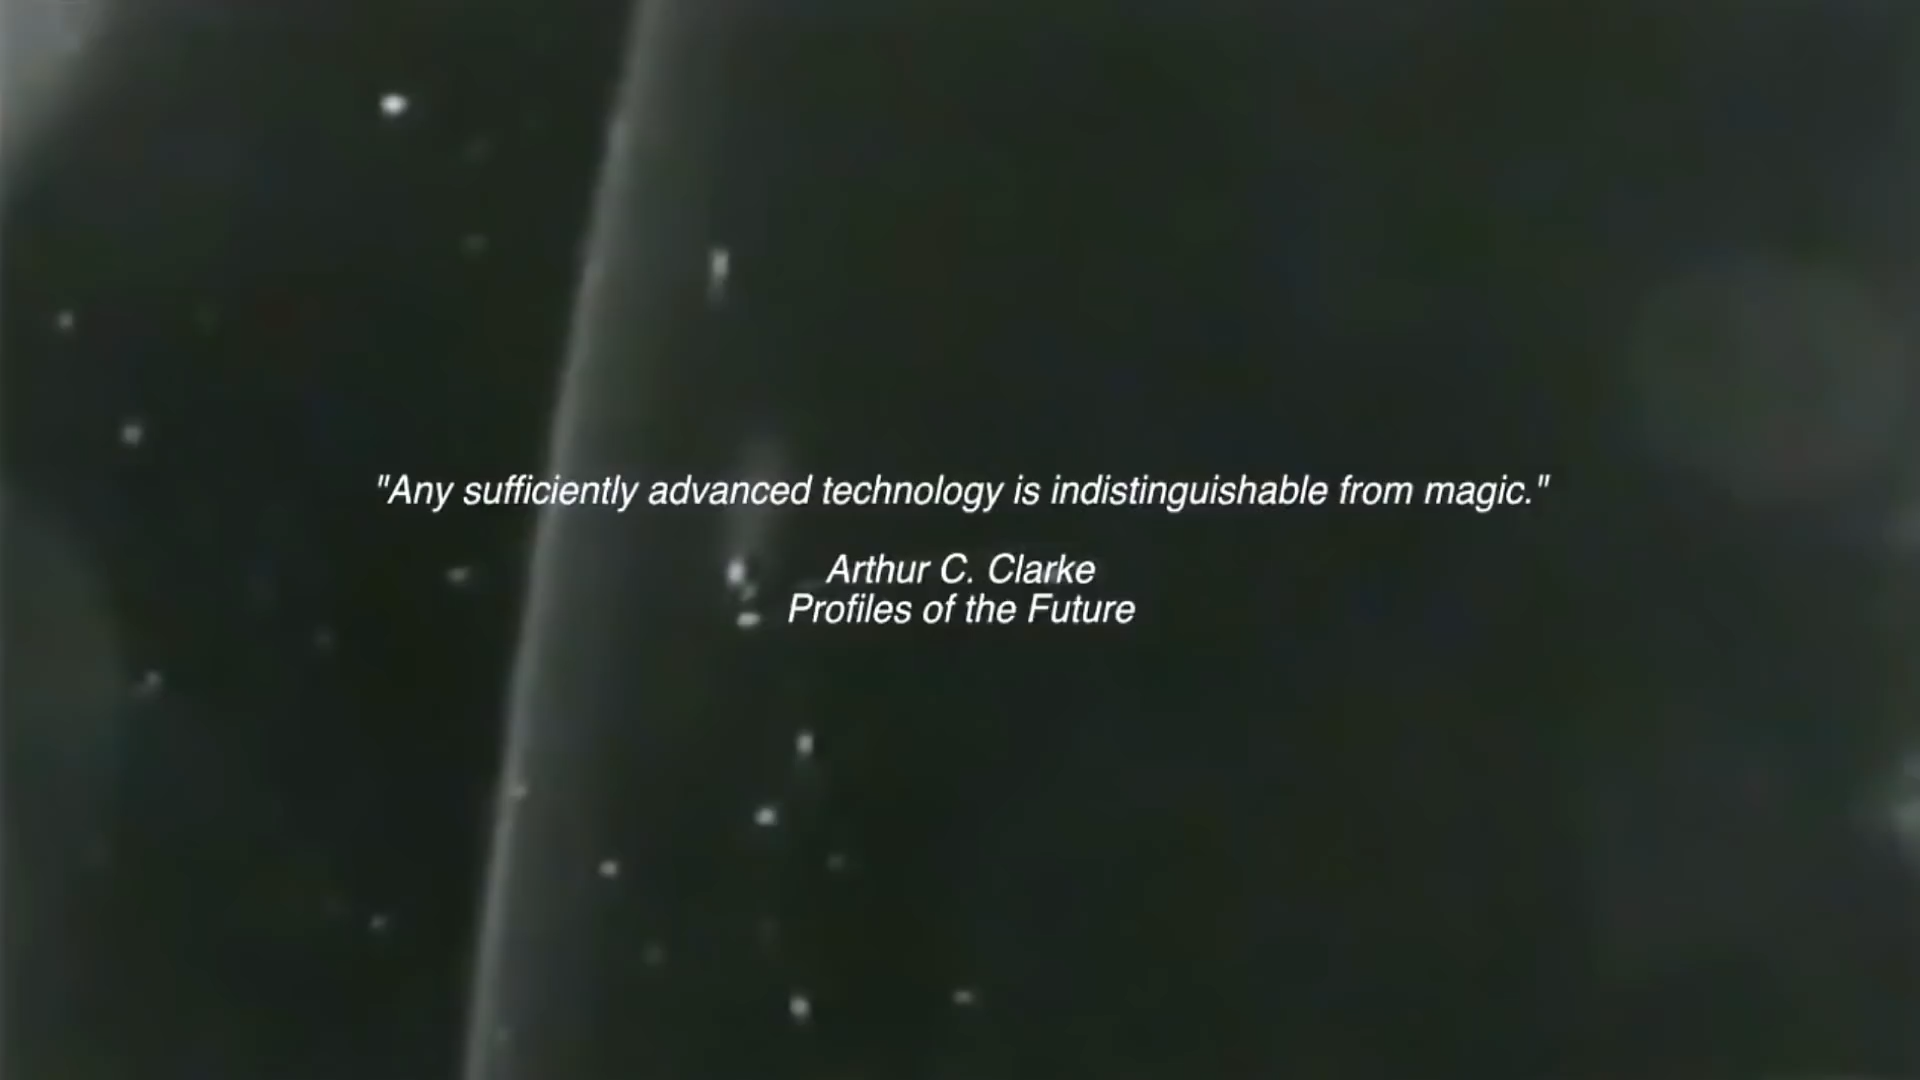 "Any sufficiently advanced technology is indistinguishable from magic."
Arthur C. Clarke
Profiles of the Future